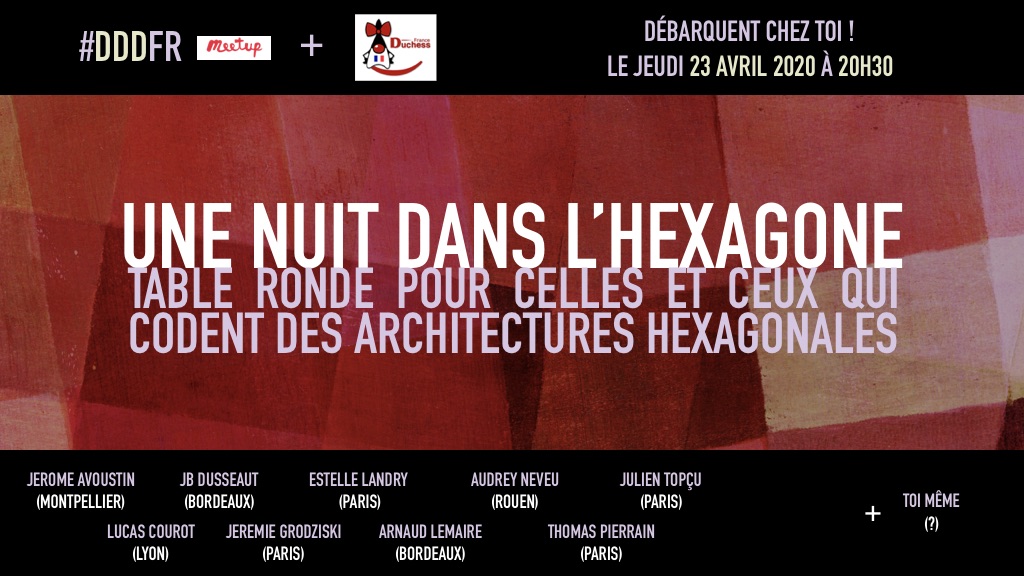 #DDDFR meetup + France Duchess
DÉBARQUENT CHEZ TOI !
LE JEUDI 23 AVRIL 2020 À 20H30
UNE NUIT DANS L’HEXAGONE
TABLE RONDE POUR CELLES ET CEUX QUI
CODENT DES ARCHITECTURES HEXAGONALES
JEROME AVOUSTIN
(MONTPELLIER)
JB DUSSEAUT
(BORDEAUX)
ESTELLE LANDRY
(PARIS)
AUDREY NEVEU
(ROUEN)
JULIEN TOPÇU
(PARIS)
LUCAS COUROT
(LYON)
JEREMIE GRODZISKI
(PARIS)
ARNAUD LEMAIRE
(BORDEAUX)
THOMAS PIERRAIN
(PARIS)
+ TOI MÊME
(?)